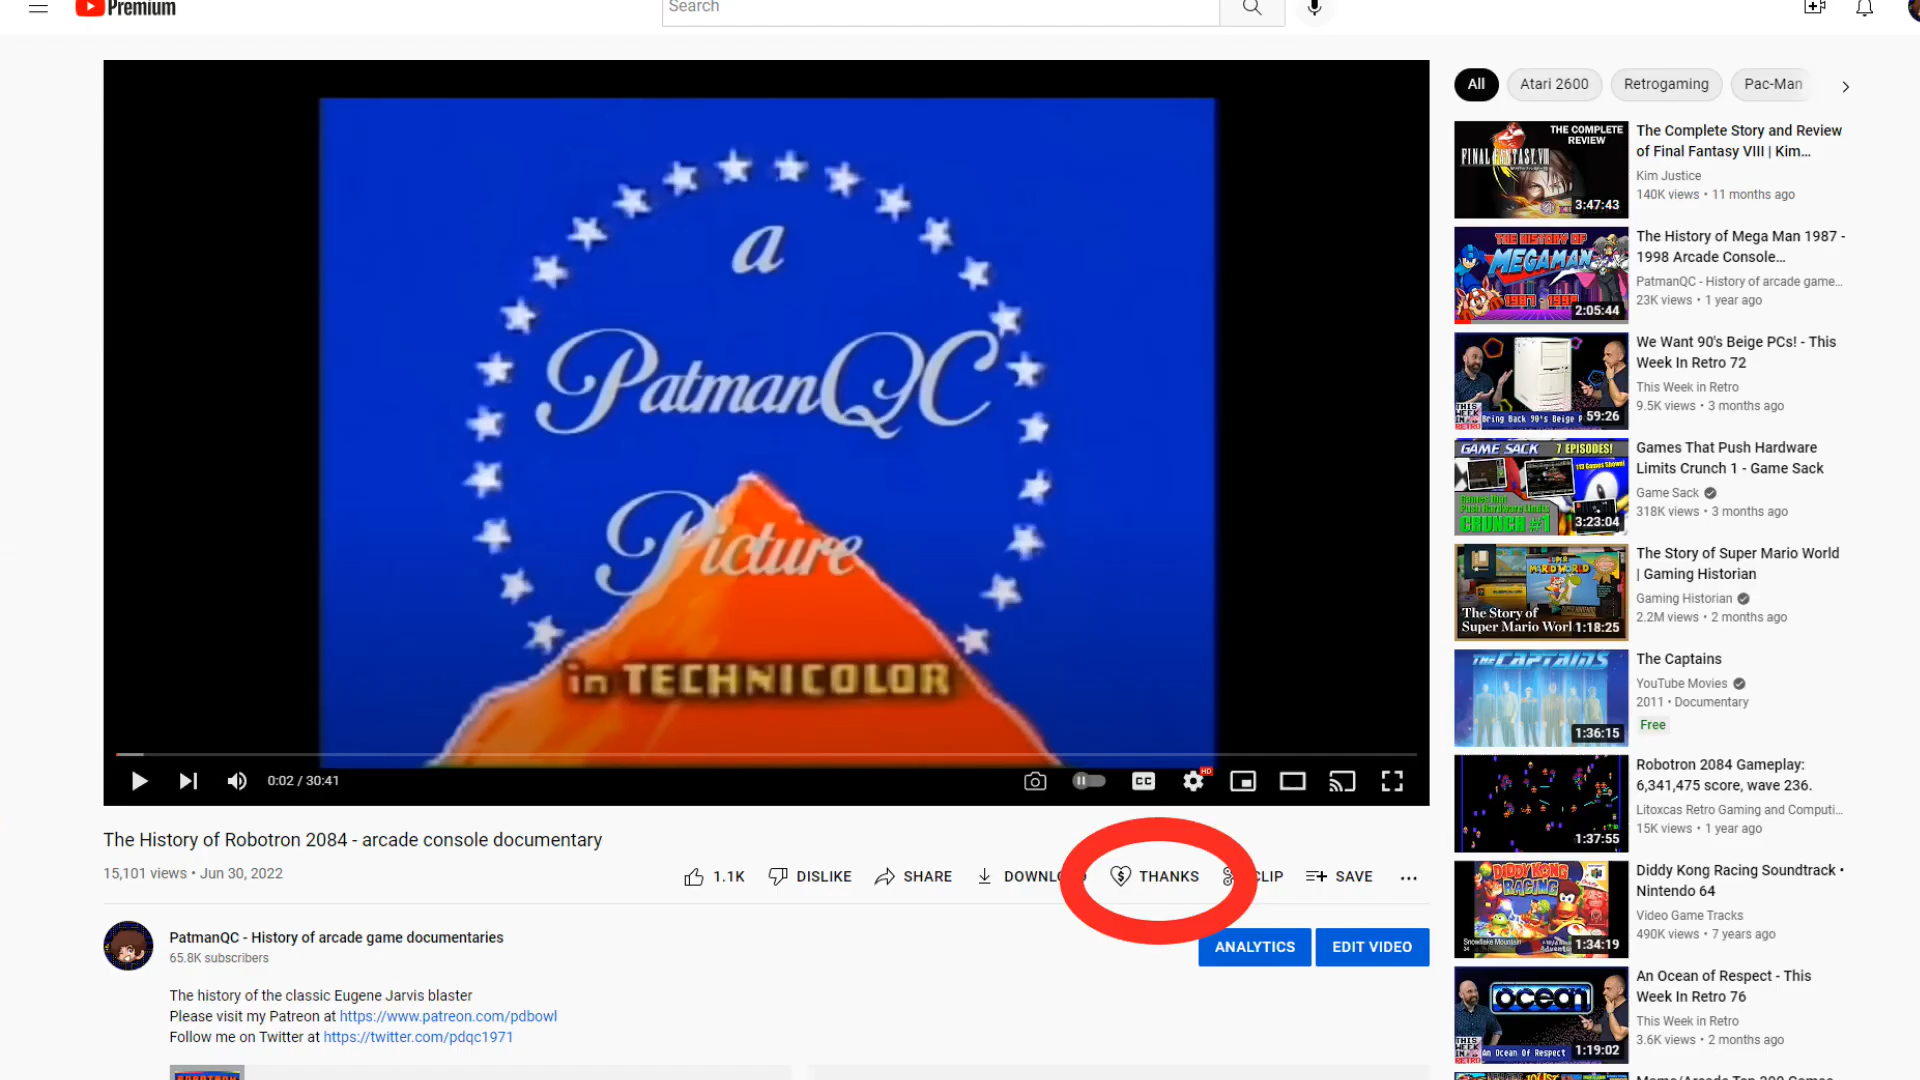 Premium
Search
a
PatmanQC
Picture
in TECHNICOLOR
0:02 / 30:41
CC
HD
The History of Robotron 2084 - arcade console documentary
15,101 views • Jun 30, 2022
1.1K
DISLIKE
SHARE
DOWNLO
THANKS
CLIP
SAVE
PatmanQC - History of arcade game documentaries
65.8K subscribers
ANALYTICS
EDIT VIDEO
The history of the classic Eugene Jarvis blaster
Please visit my Patreon at https://www.patreon.com/pdbowl
Follow me on Twitter at https://twitter.com/pdqc1971
All
Atari 2600
Retrogaming
Pac-Man
THE COMPLETE
REVIEW
FINAL FANTASY VIII
3:47:43
The Complete Story and Review
of Final Fantasy VIII | Kim...
Kim Justice
140K views • 11 months ago
THE HISTORY OF
MEGAMAN
1987 - 1998
2:05:44
The History of Mega Man 1987 -
1998 Arcade Console...
PatmanQC - History of arcade game...
23K views • 1 year ago
THIS
WEEK
IN
RETRO
Bring Back 90's Beige P
59:26
We Want 90's Beige PCs! - This
Week In Retro 72
This Week in Retro
9.5K views • 3 months ago
GAME SACK
7 EPISODES!
113 Games Shown!
Games that
Push Hardware Limits
CRUNCH #1
3:23:04
Games That Push Hardware
Limits Crunch 1 - Game Sack
Game Sack
318K views • 3 months ago
SUPER
MARIO WORLD
The Story of
Super Mario Worl
1:18:25
The Story of Super Mario World
| Gaming Historian
Gaming Historian
2.2M views • 2 months ago
THE CAPTAINS
1:36:15
The Captains
YouTube Movies
2011 • Documentary
Free
1:37:55
Robotron 2084 Gameplay:
6,341,475 score, wave 236.
Litoxcas Retro Gaming and Computi...
15K views • 1 year ago
DIDDY KONG
RACING
Snowflake Mountain
1:34:19
Diddy Kong Racing Soundtrack •
Nintendo 64
Video Game Tracks
490K views • 7 years ago
ocean
THIS
WEEK
IN
RETRO
An Ocean Of Respect
1:19:02
An Ocean of Respect - This
Week In Retro 76
This Week in Retro
3.6K views • 2 months ago